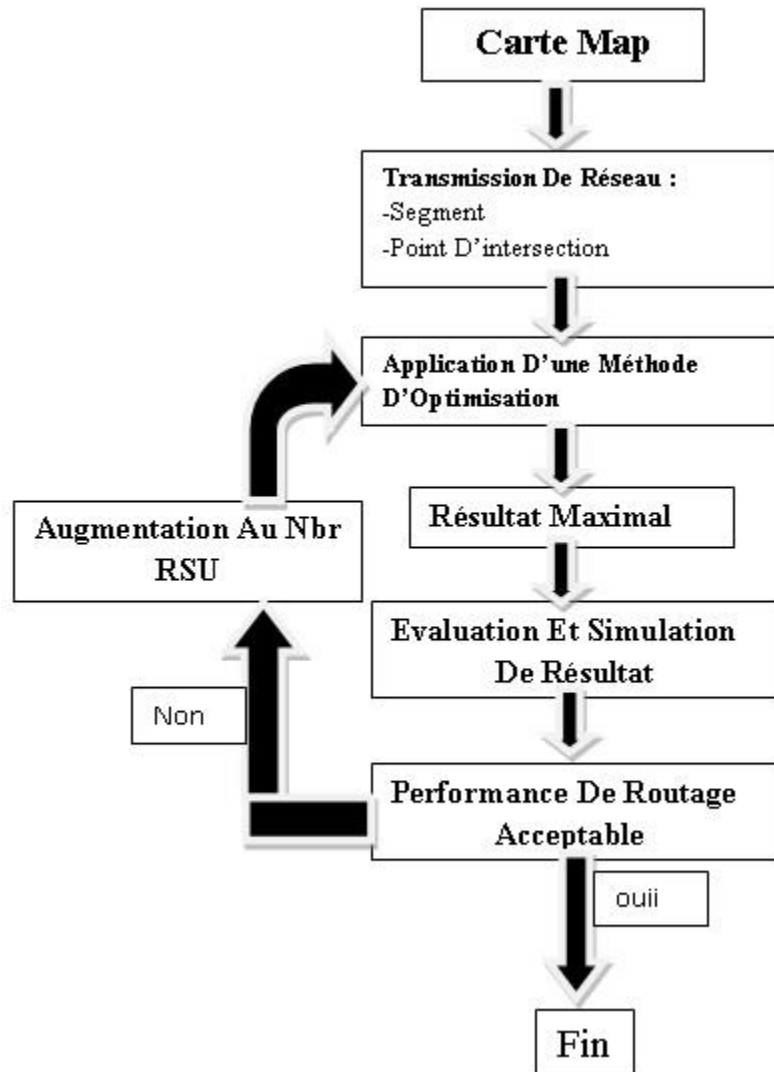 Carte Map
Transmission De Réseau :
-Segment
-Point D'intersection
Application D'une Méthode
D'Optimisation
Augmentation Au Nbr
RSU
Résultat Maximal
Evaluation Et Simulation
De Résultat
Non
Performance De Routage
Acceptable
ouii
Fin